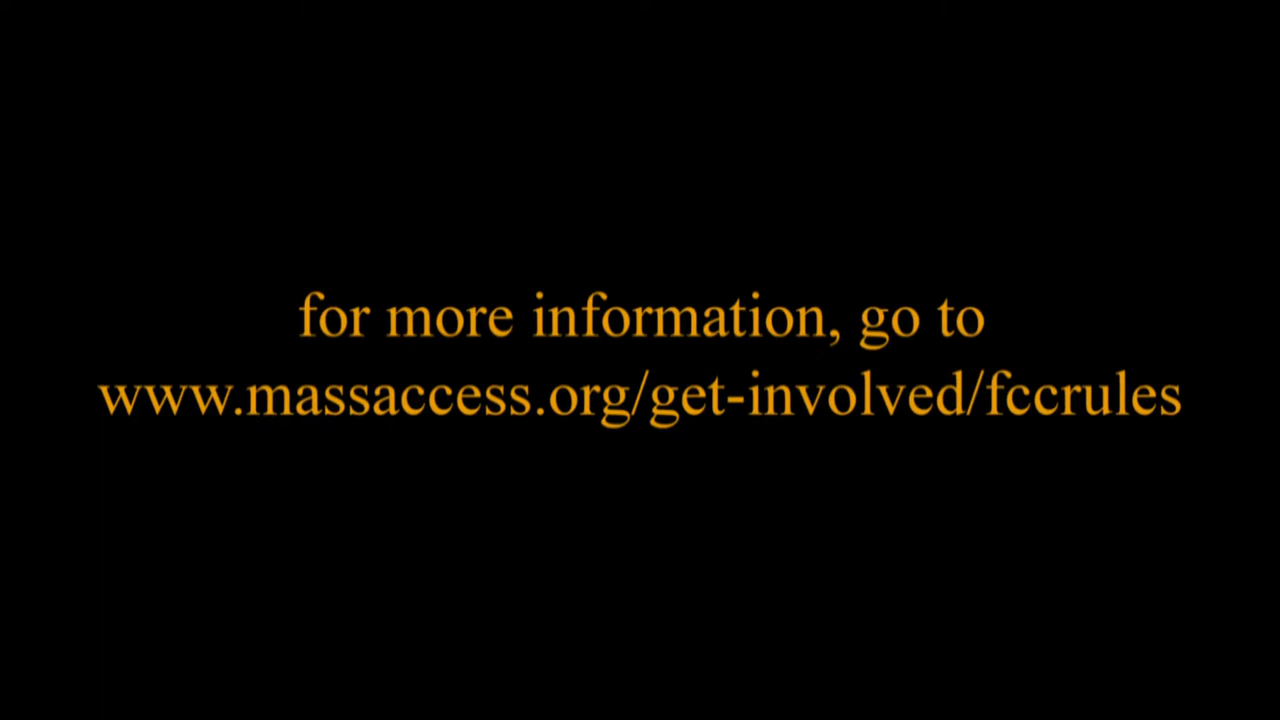 for more information, go to
www.massaccess.org/get-involved/fccrules